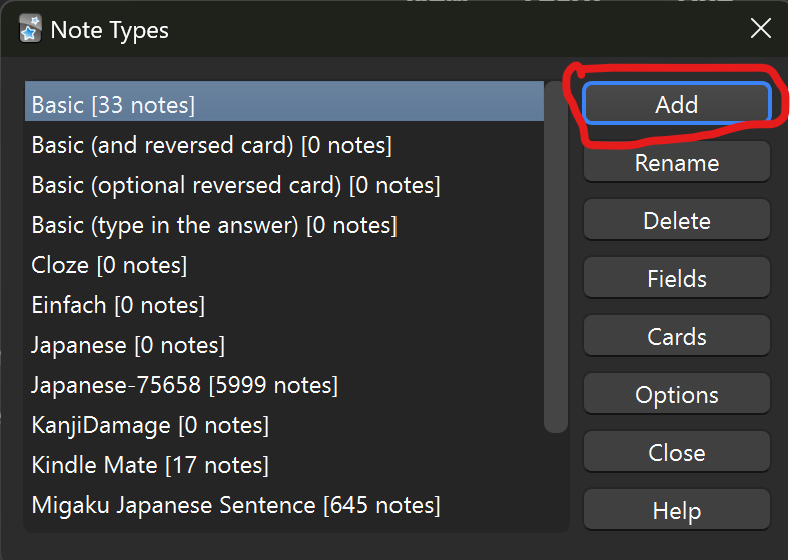 Note Types
Basic [33 notes]
Basic (and reversed card) [0 notes]
Basic (optional reversed card) [0 notes]
Basic (type in the answer) [0 notes]
Cloze [0 notes]
Einfach [0 notes]
Japanese [0 notes]
Japanese-75658 [5999 notes]
KanjiDamage [0 notes]
Kindle Mate [17 notes]
Migaku Japanese Sentence [645 notes]
Add
Rename
Delete
Fields
Cards
Options
Close
Help